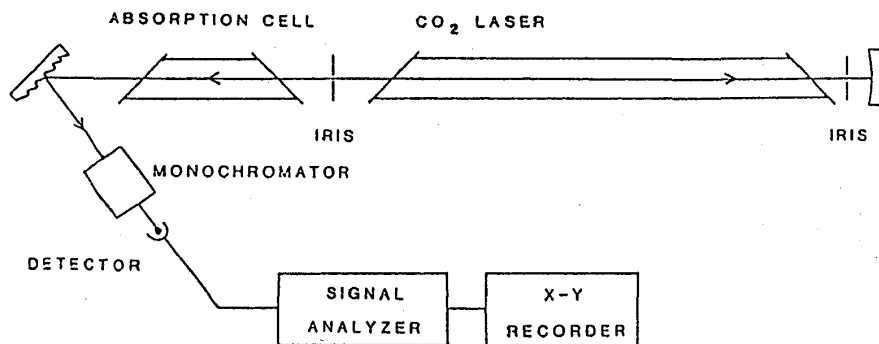 ABSORPTION CELL
CO₂ LASER
IRIS
IRIS
MONOCHROMATOR
DETECTOR
SIGNAL
ANALYZER
X-Y
RECORDER